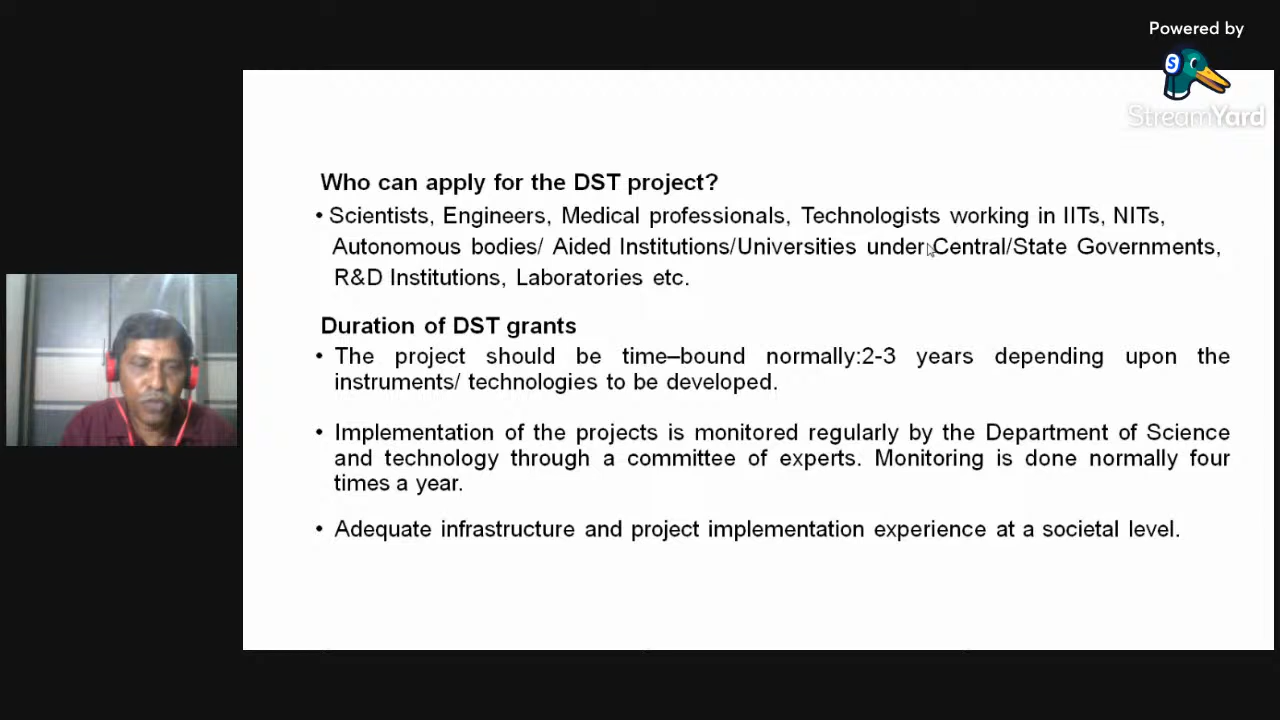 Powered by
S
StreamYard
Who can apply for the DST project?
• Scientists, Engineers, Medical professionals, Technologists working in IITs, NITs,
Autonomous bodies/ Aided Institutions/Universities under Central/State Governments,
R&D Institutions, Laboratories etc.
Duration of DST grants
• The project should be time–bound normally:2-3 years depending upon the
instruments/ technologies to be developed.
• Implementation of the projects is monitored regularly by the Department of Science
and technology through a committee of experts. Monitoring is done normally four
times a year.
• Adequate infrastructure and project implementation experience at a societal level.